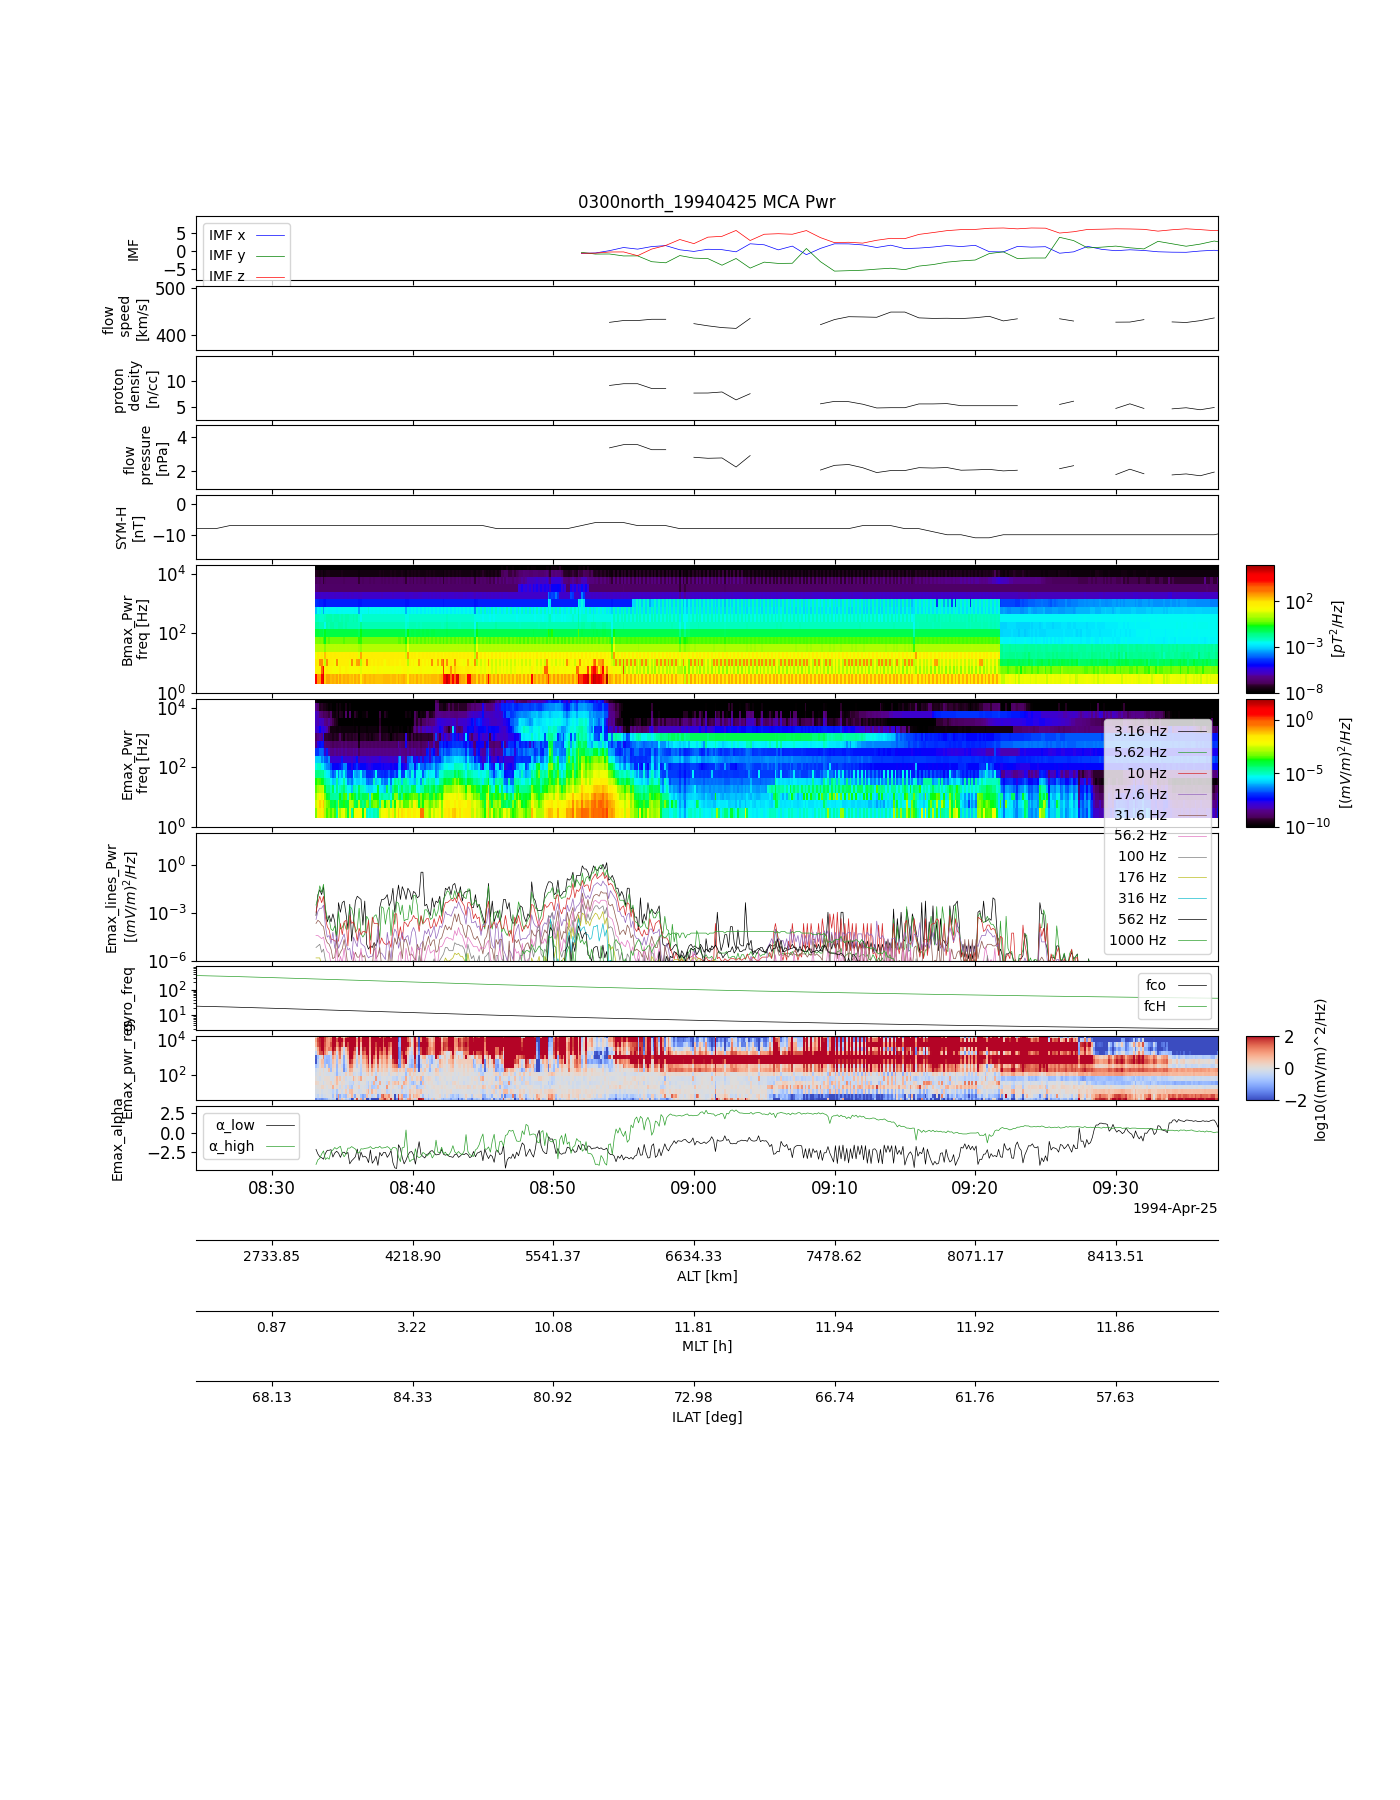 0300north_19940425 MCA Pwr
IMF
5
0
−5
IMF x
IMF y
IMF z
flow
speed
[km/s]
500
400
proton
density
[n/cc]
10
5
flow
pressure
[nPa]
4
2
SYM-H
[nT]
0
−10
Bmax_Pwr
freq [Hz]
10^4
10^2
10^0
10^2
10^−3
10^−8
[pT^2/Hz]
Emax_Pwr
freq [Hz]
10^4
10^2
10^0
10^0
10^−5
10^−10
[(mV/m)^2/Hz]
3.16 Hz
5.62 Hz
10 Hz
17.6 Hz
31.6 Hz
56.2 Hz
100 Hz
176 Hz
316 Hz
562 Hz
1000 Hz
Emax_lines_Pwr
[(mV/m)^2/Hz]
10^0
10^−3
10^−6
gyro_freq
10^2
10^1
fco
fcH
Emax_pwr_reg
10^4
10^2
2
0
−2
log10((mV/m)^2/Hz)
Emax_alpha
2.5
0.0
−2.5
α_low
α_high
08:30 08:40 08:50 09:00 09:10 09:20 09:30
1994-Apr-25
2733.85 4218.90 5541.37 6634.33 7478.62 8071.17 8413.51
ALT [km]
0.87 3.22 10.08 11.81 11.94 11.92 11.86
MLT [h]
68.13 84.33 80.92 72.98 66.74 61.76 57.63
ILAT [deg]